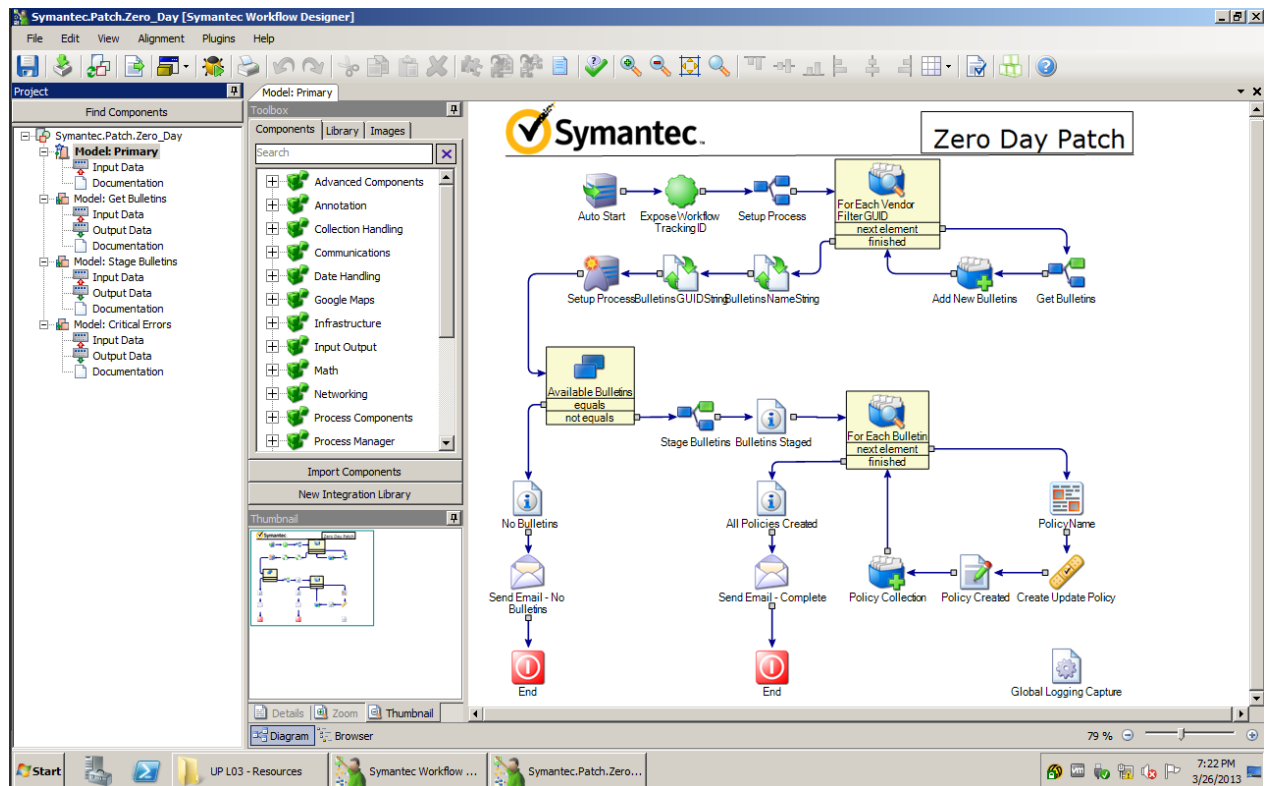 Symantec.Patch.Zero_Day [Symantec Workflow Designer]
File Edit View Alignment Plugins Help
Project
Find Components
Symantec.Patch.Zero_Day
Model: Primary
Input Data
Documentation
Model: Get Bulletins
Input Data
Output Data
Documentation
Model: Stage Bulletins
Input Data
Output Data
Documentation
Model: Critical Errors
Input Data
Output Data
Documentation
Model: Primary
Toolbox
Components Library Images
Search
Advanced Components
Annotation
Collection Handling
Communications
Date Handling
Google Maps
Infrastructure
Input Output
Math
Networking
Process Components
Process Manager
Import Components
New Integration Library
Thumbnail
Details Zoom Thumbnail
Diagram Browser
Symantec.
Zero Day Patch
Auto Start
Expose Workflow
Tracking ID
Setup Process
For Each Vendor
Filter GUID
next element
finished
Setup Process
BulletinsGUIDString
BulletinsNameString
Add New Bulletins
Get Bulletins
Available Bulletins
equals
not equals
Stage Bulletins
Bulletins Staged
For Each Bulletin
next element
finished
No Bulletins
All Policies Created
PolicyName
Send Email - No
Bulletins
Send Email - Complete
Policy Collection
Policy Created
Create Update Policy
End
End
Global Logging Capture
79 %
Start
UP L03 - Resources
Symantec Workflow ...
Symantec.Patch.Zero...
7:22 PM
3/26/2013